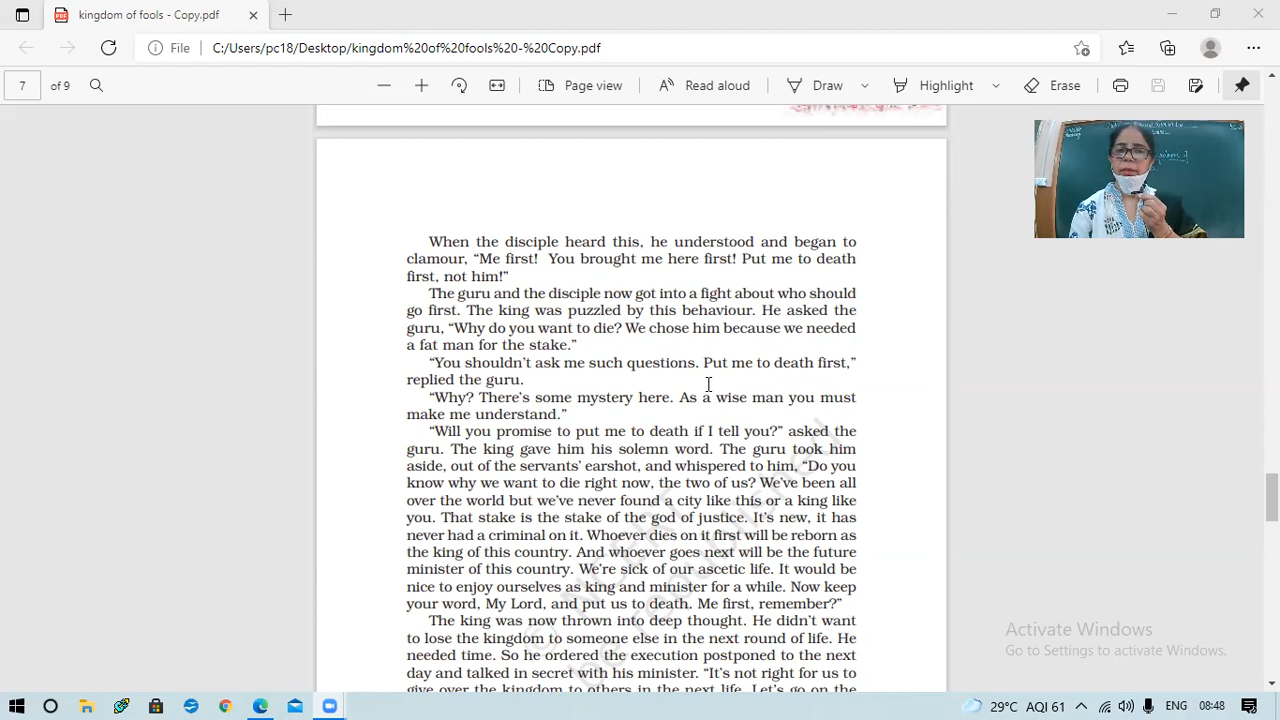 kingdom of fools - Copy.pdf
File C:/Users/pc18/Desktop/kingdom%20of%20fools%20-%20Copy.pdf
7 of 9 Page view Read aloud Draw Highlight Erase
When the disciple heard this, he understood and began to
clamour, “Me first! You brought me here first! Put me to death
first, not him!”
The guru and the disciple now got into a fight about who should
go first. The king was puzzled by this behaviour. He asked the
guru, “Why do you want to die? We chose him because we needed
a fat man for the stake.”
“You shouldn’t ask me such questions. Put me to death first,”
replied the guru.
“Why? There’s some mystery here. As a wise man you must
make me understand.”
“Will you promise to put me to death if I tell you?” asked the
guru. The king gave him his solemn word. The guru took him
aside, out of the servants’ earshot, and whispered to him, “Do you
know why we want to die right now, the two of us? We’ve been all
over the world but we’ve never found a city like this or a king like
you. That stake is the stake of the god of justice. It’s new, it has
never had a criminal on it. Whoever dies on it first will be reborn as
the king of this country. And whoever goes next will be the future
minister of this country. We’re sick of our ascetic life. It would be
nice to enjoy ourselves as king and minister for a while. Now keep
your word, My Lord, and put us to death. Me first, remember?”
The king was now thrown into deep thought. He didn’t want
to lose the kingdom to someone else in the next round of life. He
needed time. So he ordered the execution postponed to the next
day and talked in secret with his minister. “It’s not right for us to
give over the kingdom to others in the next life. Let’s go on the
© NCERT
be republished
Activate Windows
Go to Settings to activate Windows.
29°C AQI 61 ENG 08:48